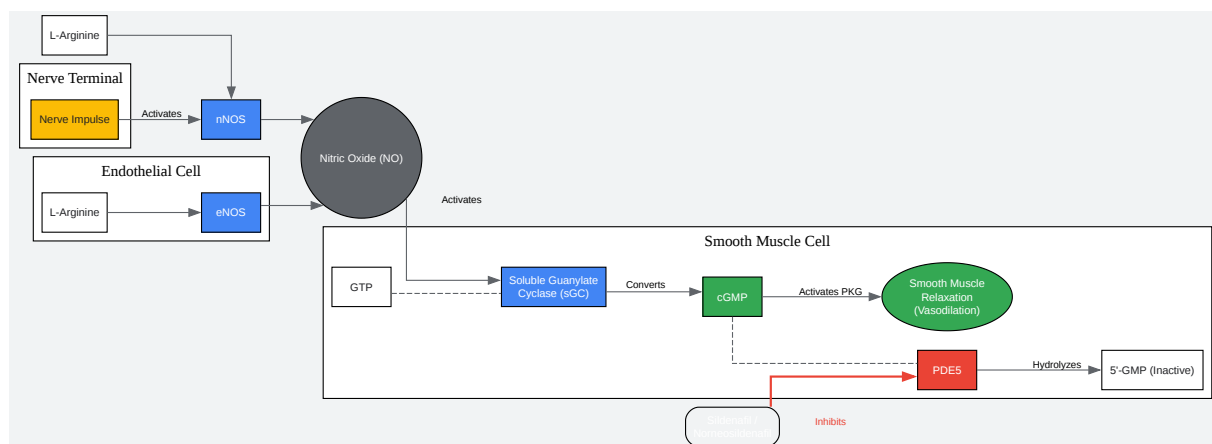 L-Arginine
Nerve Terminal
Nerve Impulse
Activates
nNOS
Nitric Oxide (NO)
Endothelial Cell
L-Arginine
eNOS
Activates
Smooth Muscle Cell
GTP
Soluble Guanylate
Cyclase (sGC)
Converts
cGMP
Activates PKG
Smooth Muscle
Relaxation
(Vasodilation)
PDE5
Hydrolyzes
5'-GMP (Inactive)
Sildenafil /
Inhibits